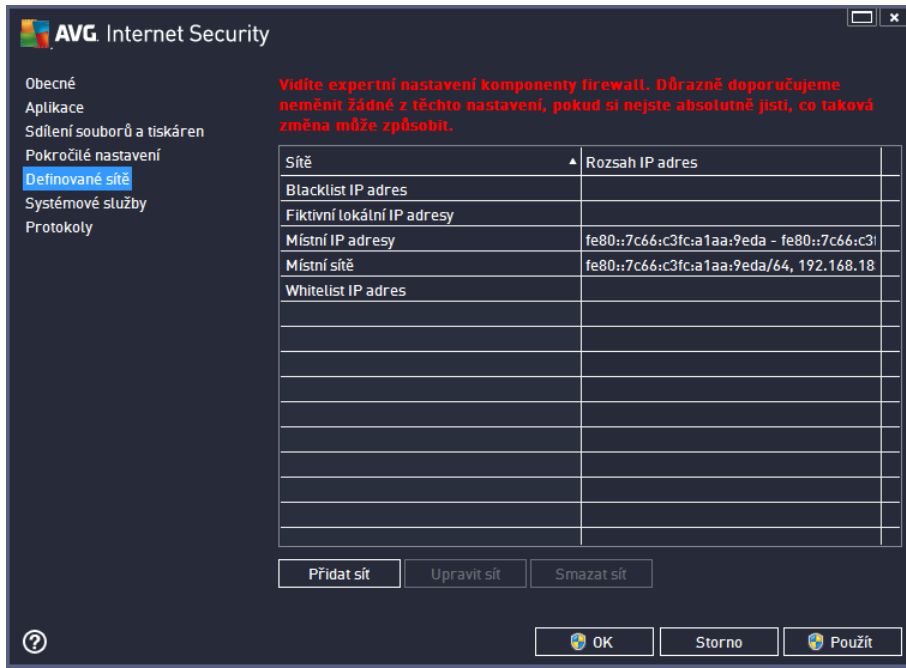 AVG. Internet Security
Obecné
Aplikace
Sdílení souborů a tiskáren
Pokročilé nastavení
Definované sítě
Systémové služby
Protokoly
Vidíte expertní nastavení komponenty firewall. Důrazně doporučujeme
neměnit žádné z těchto nastavení, pokud si nejste absolutně jisti, co taková
změna může způsobit.
Sítě Rozsah IP adres
Blacklist IP adres
Fiktivní lokální IP adresy
Místní IP adresy fe80::7c66:c3fc:a1aa:9eda - fe80::7c66:c3f
Místní sítě fe80::7c66:c3fc:a1aa:9eda/64, 192.168.18
Whitelist IP adres
Přidat síť Upravit síť Smazat síť
OK Storno Použít